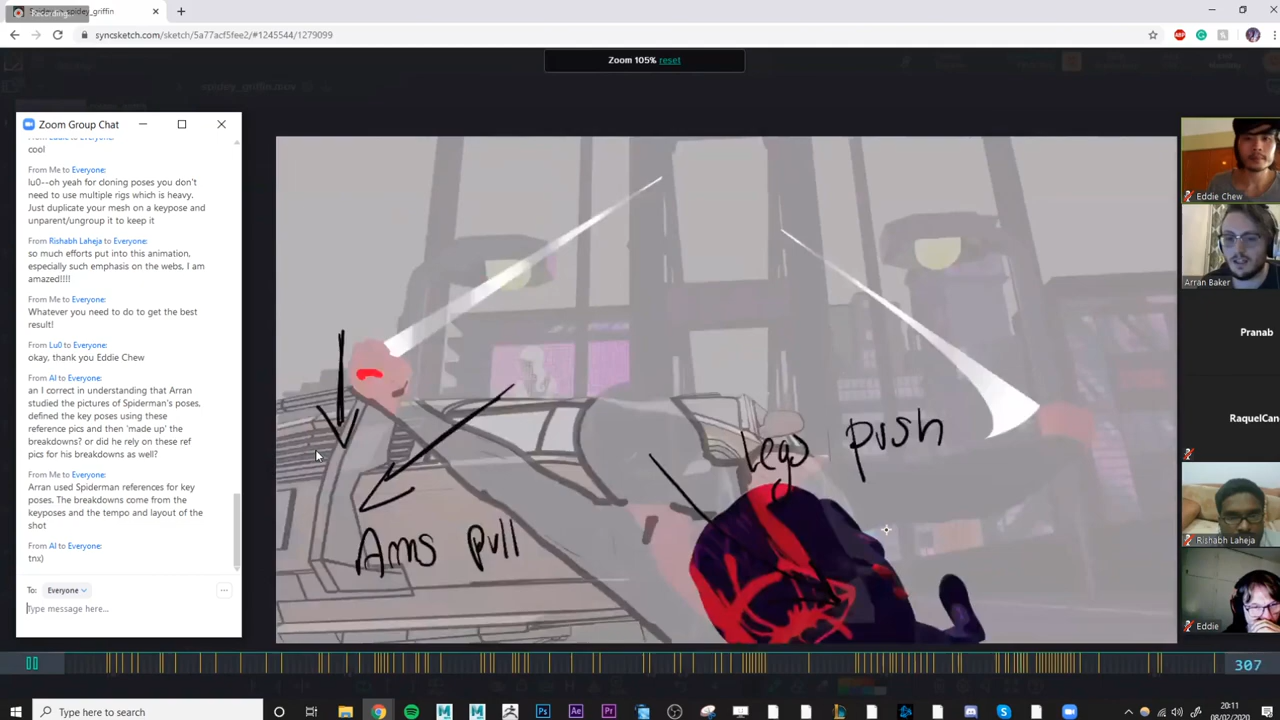 Recording...
spidey_griffin
syncsketch.com/sketch/5a77acf5fee2/#1245544/1279099
Zoom 105% reset
spidey_griffin.mov
Zoom Group Chat
cool
From Me to Everyone:
lu0--oh yeah for cloning poses you don't
need to use multiple rigs which is heavy.
Just duplicate your mesh on a keypose and
unparent/ungroup it to keep it
From Rishabh Laheja to Everyone:
so much efforts put into this animation,
especially such emphasis on the webs, I am
amazed!!!!
From Me to Everyone:
Whatever you need to do to get the best
result!
From Lu0 to Everyone:
okay, thank you Eddie Chew
From Al to Everyone:
an I correct in understanding that Arran
studied the pictures of Spiderman's poses,
defined the key poses using these
reference pics and then 'made up' the
breakdowns? or did he rely on these ref
pics for his breakdowns as well?
From Me to Everyone:
Arran used Spiderman references for key
poses. The breakdowns come from the
keyposes and the tempo and layout of the
shot
From Al to Everyone:
tnx)
To: Everyone
Type message here...
Arms pull
legs push
Eddie Chew
Arran Baker
Pranab
RaquelCan
Rishabh Laheja
Eddie
307
Type here to search
20:11
08/02/2020